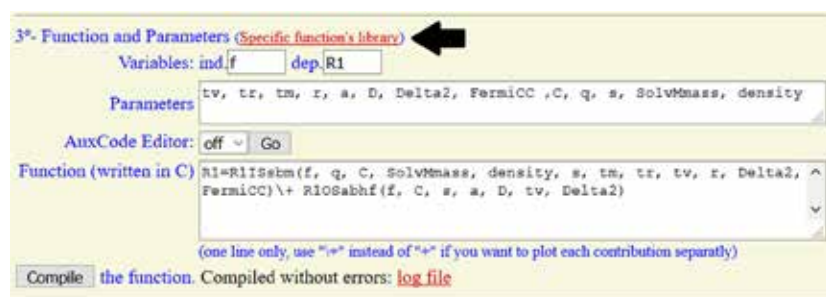 3ª- Function and Parameters (Specific function's library)
Variables: ind. f dep. R1
Parameters tv, tr, tm, r, a, D, Delta2, FermiCC ,C, q, s, SolvMmass, density
AuxCode Editor: off Go
Function (written in C) R1=R1ISsbm(f, q, C, SolvMmass, density, s, tm, tr, tv, r, Delta2,
FermiCC)\+ R1OSabhf(f, C, s, a, D, tv, Delta2)
(one line only, use "\+" instead of "+" if you want to plot each contribution separatly)
Compile the function. Compiled without errors: log file